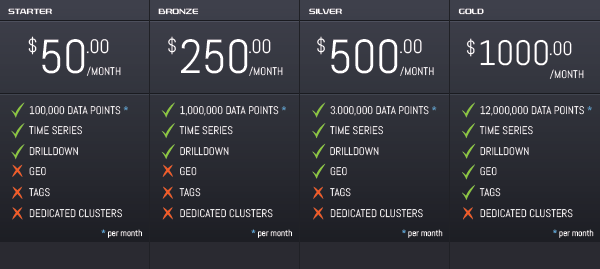 STARTER
$50.00
/MONTH
100,000 DATA POINTS *
TIME SERIES
DRILLDOWN
GEO
TAGS
DEDICATED CLUSTERS
* per month
BRONZE
$250.00
/MONTH
1,000,000 DATA POINTS *
TIME SERIES
DRILLDOWN
GEO
TAGS
DEDICATED CLUSTERS
* per month
SILVER
$500.00
/MONTH
3.000,000 DATA POINTS *
TIME SERIES
DRILLDOWN
GEO
TAGS
DEDICATED CLUSTERS
* per month
GOLD
$1000.00
/MONTH
12,000,000 DATA POINTS *
TIME SERIES
DRILLDOWN
GEO
TAGS
DEDICATED CLUSTERS
* per month